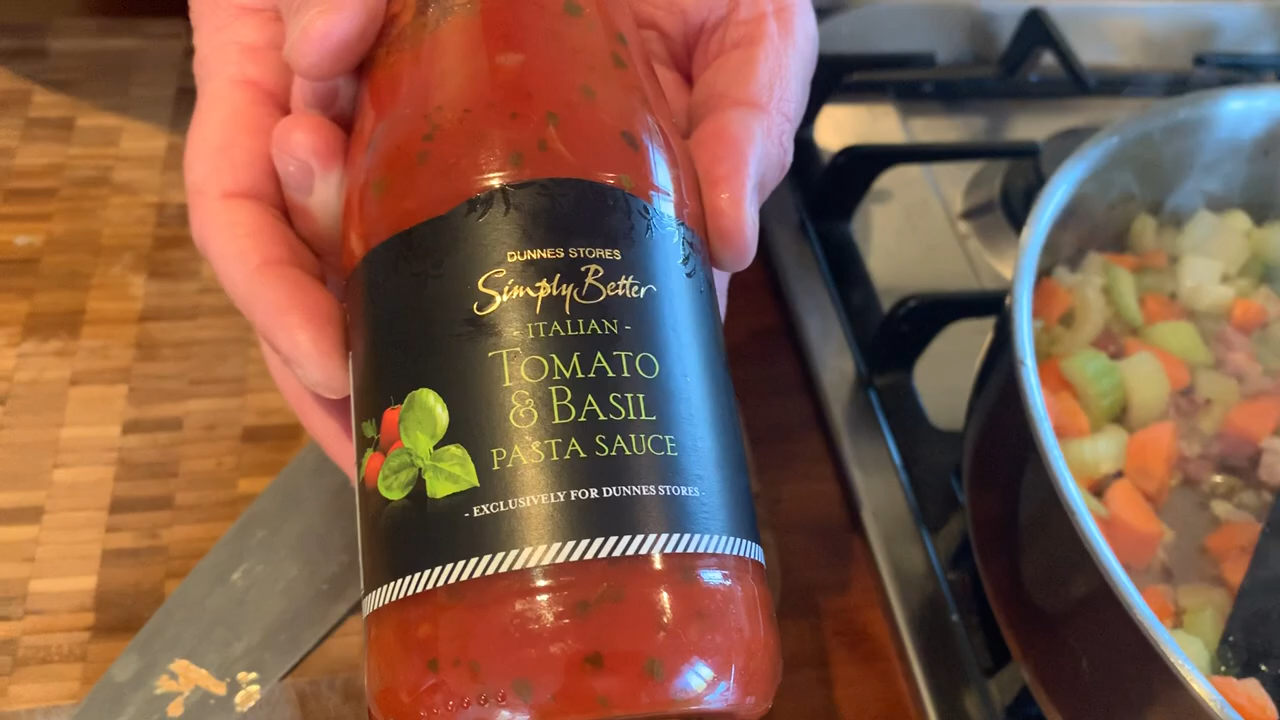 DUNNES STORES
Simply Better
- ITALIAN -
TOMATO
& BASIL
PASTA SAUCE
- EXCLUSIVELY FOR DUNNES STORES -